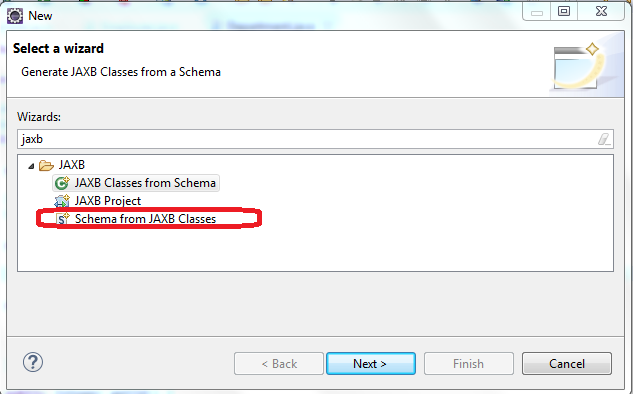 New
Select a wizard
Generate JAXB Classes from a Schema
Wizards:
jaxb
JAXB
JAXB Classes from Schema
JAXB Project
Schema from JAXB Classes
< Back Next > Finish Cancel